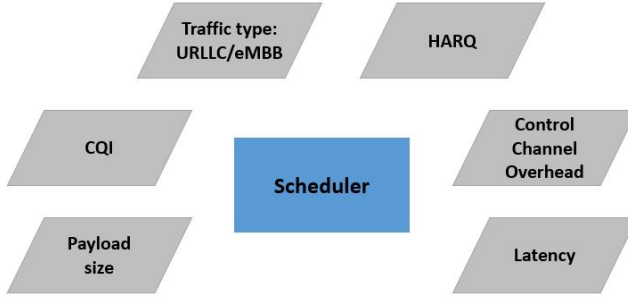 Traffic type:
URLLC/eMBB
HARQ
CQI
Control
Channel
Overhead
Scheduler
Payload
size
Latency